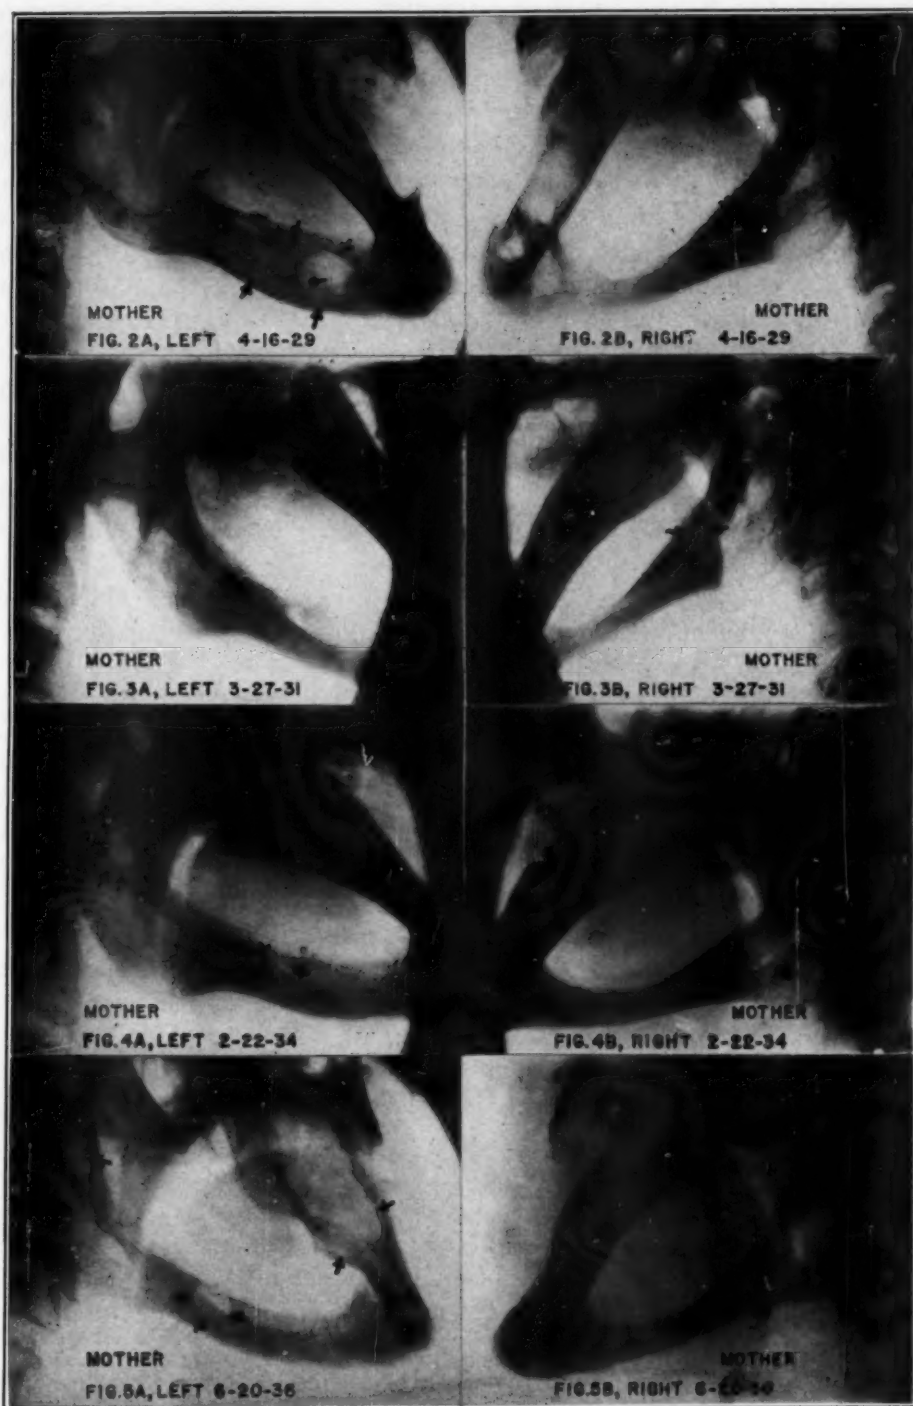 MOTHER
FIG. 2A, LEFT 4-16-29
MOTHER
FIG. 2B, RIGHT 4-16-29
MOTHER
FIG. 3A, LEFT 3-27-31
MOTHER
FIG. 3B, RIGHT 3-27-31
MOTHER
FIG. 4A, LEFT 2-22-34
MOTHER
FIG. 4B, RIGHT 2-22-34
MOTHER
FIG. 5A, LEFT 6-20-36
MOTHER
FIG. 5B, RIGHT